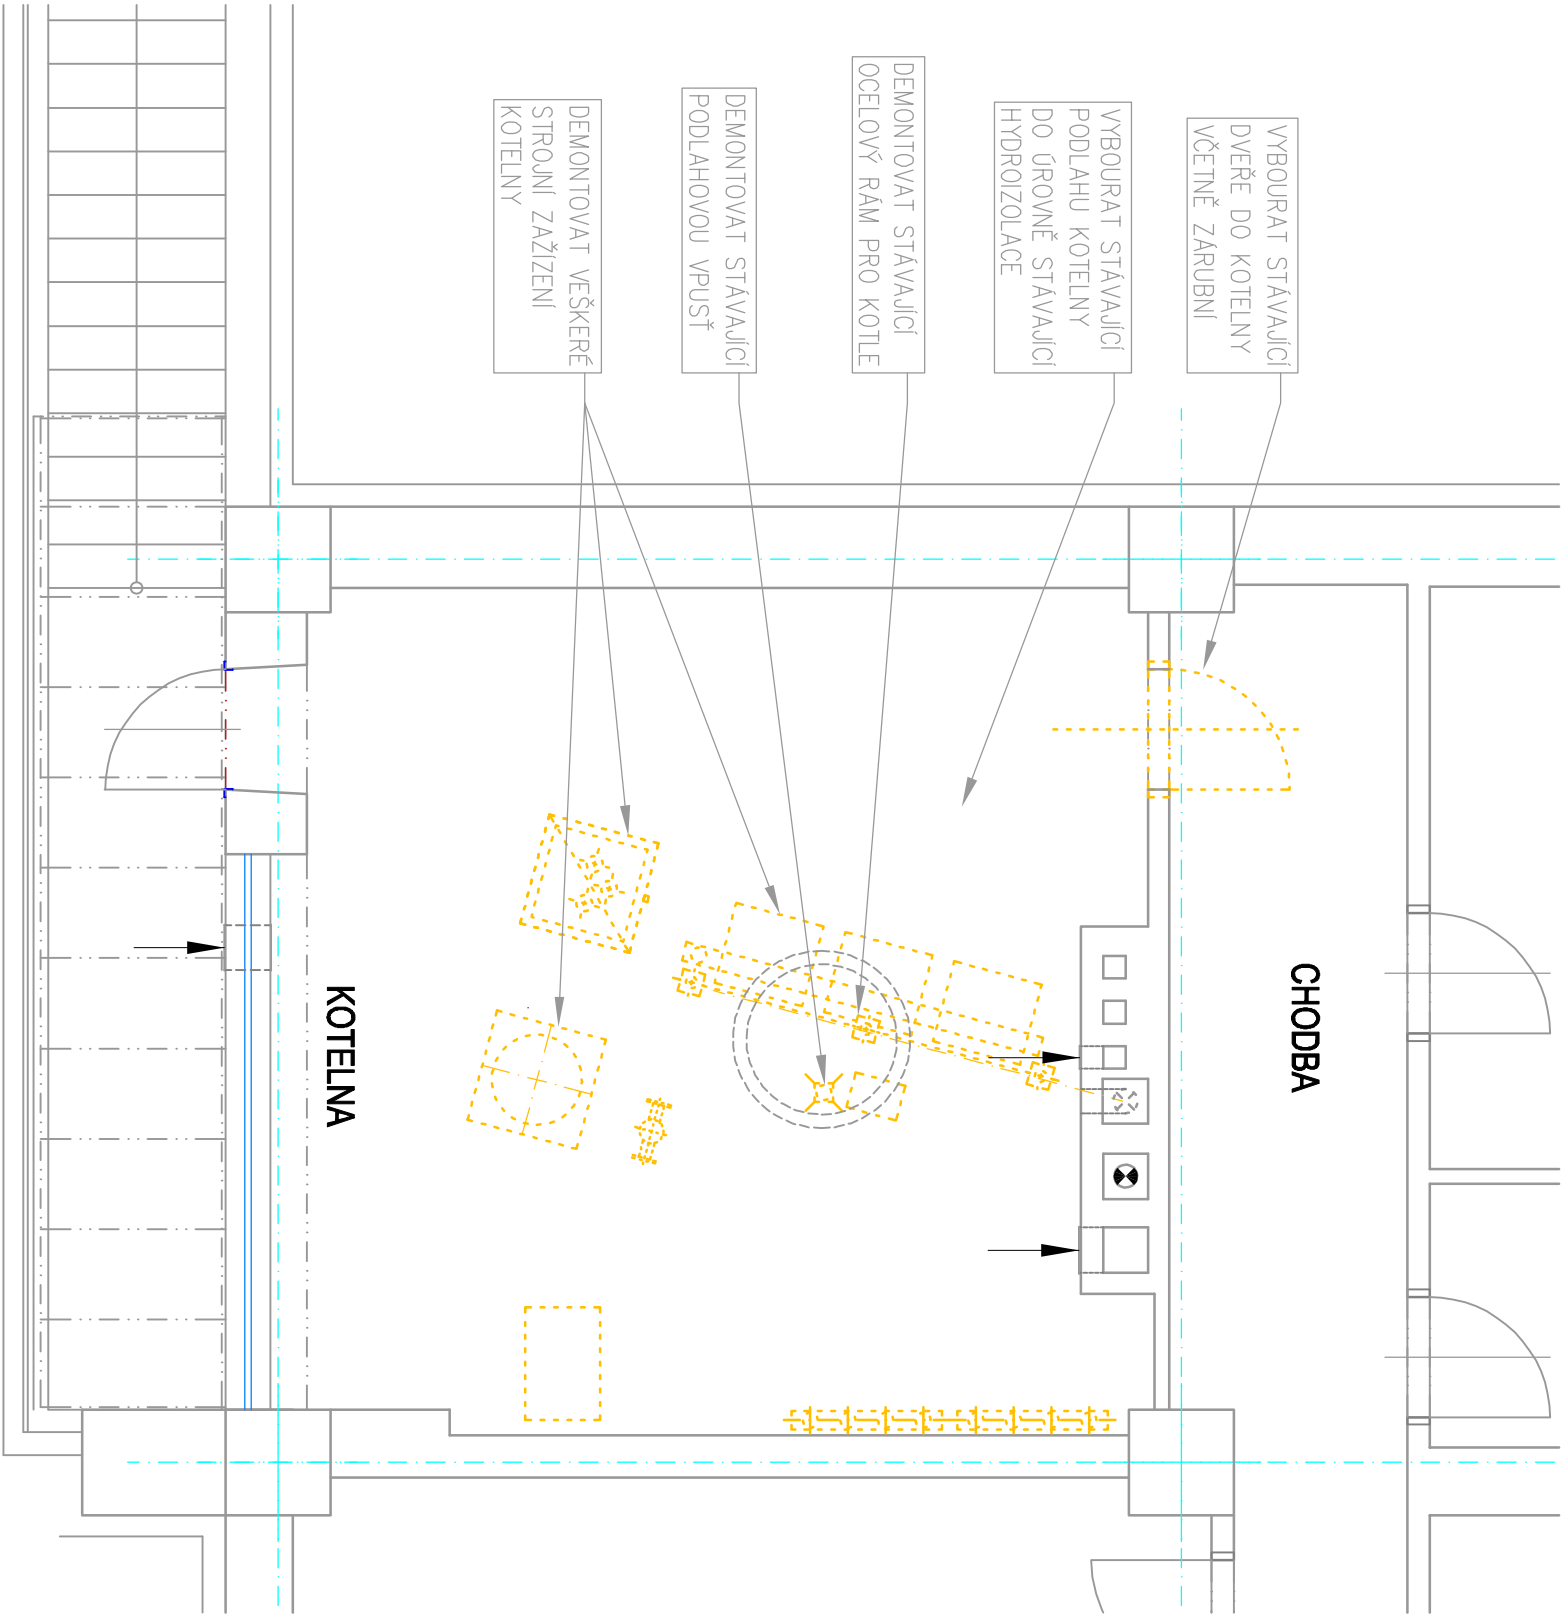 VYBOURAT STÁVAJÍCÍ
DVEŘE DO KOTELNY
VČETNĚ ZÁRUBNÍ
VYBOURAT STÁVAJÍCÍ
PODLAHU KOTELNY
DO ÚROVNĚ STÁVAJÍCÍ
HYDROIZOLACE
DEMONTOVAT STÁVAJÍCÍ
OCELOVÝ RÁM PRO KOTLE
DEMONTOVAT STÁVAJÍCÍ
PODLAHOVOU VPUSŤ
DEMONTOVAT VEŠKERÉ
STROJNÍ ZAŽÍZENÍ
KOTELNY
CHODBA
KOTELNA